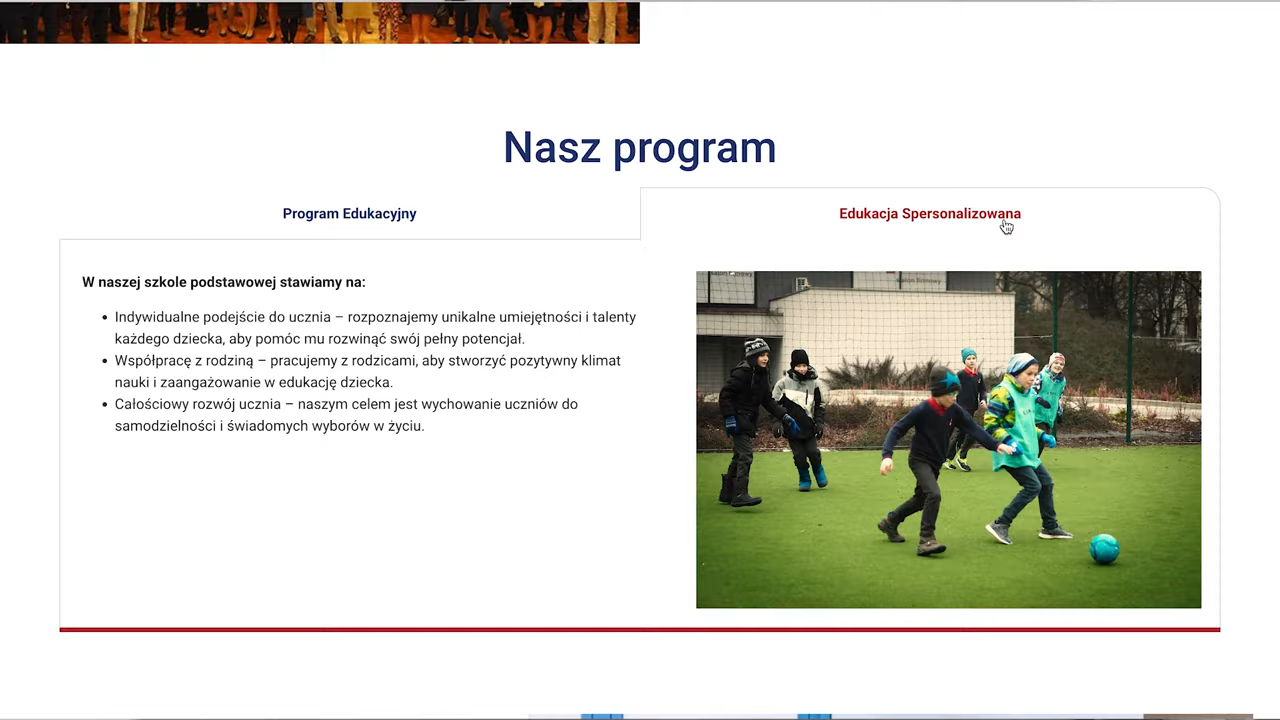 Nasz program
Program Edukacyjny
Edukacja Spersonalizowana
W naszej szkole podstawowej stawiamy na:
• Indywidualne podejście do ucznia – rozpoznajemy unikalne umiejętności i talenty
każdego dziecka, aby pomóc mu rozwinąć swój pełny potencjał.
• Współpracę z rodziną – pracujemy z rodzicami, aby stworzyć pozytywny klimat
nauki i zaangażowanie w edukację dziecka.
• Całościowy rozwój ucznia – naszym celem jest wychowanie uczniów do
samodzielności i świadomych wyborów w życiu.